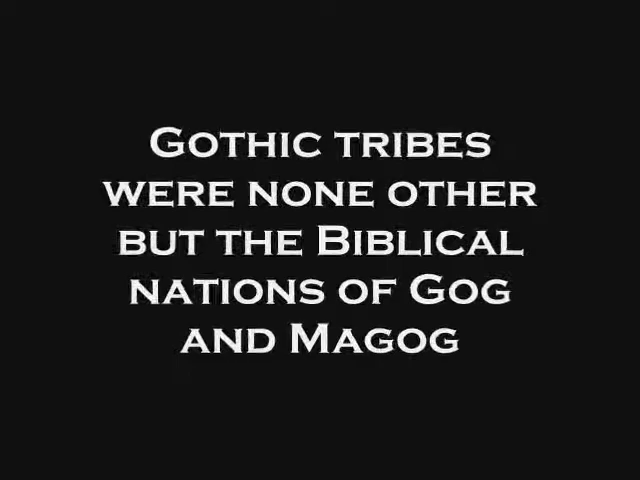 Gothic tribes
were none other
but the Biblical
nations of Gog
and Magog